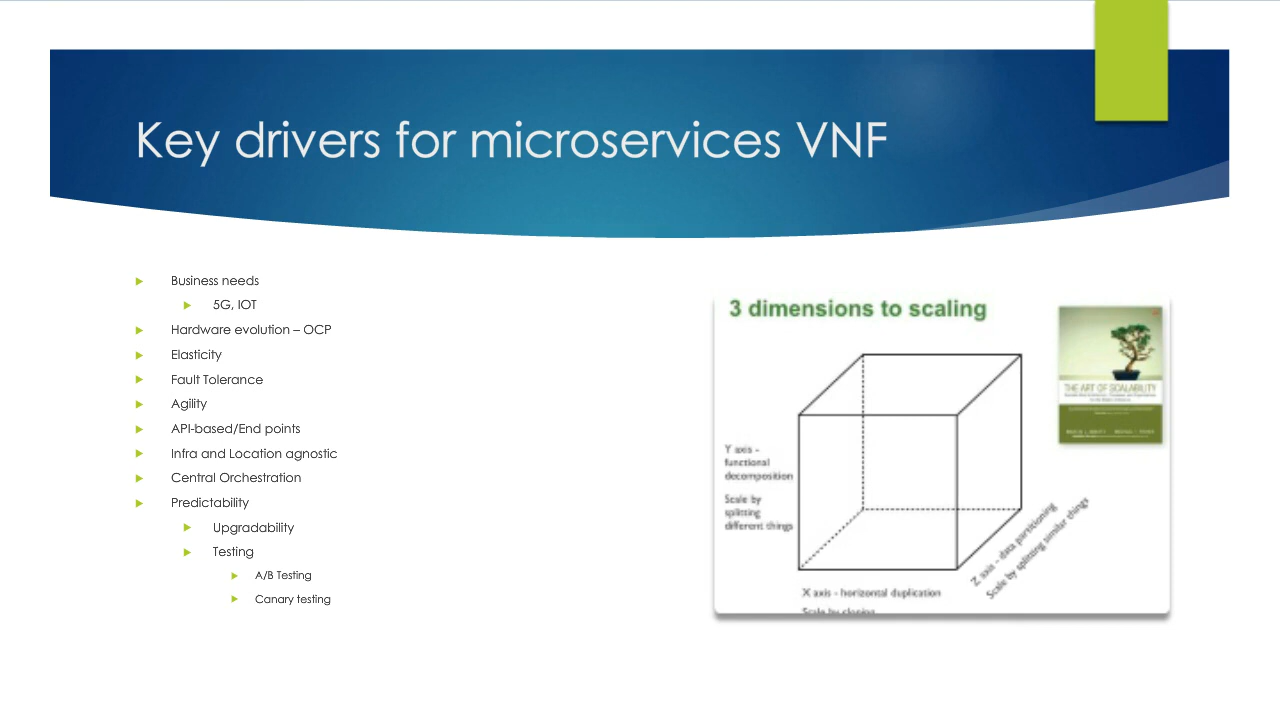 Key drivers for microservices VNF
Business needs
5G, IOT
Hardware evolution – OCP
Elasticity
Fault Tolerance
Agility
API-based/End points
Infra and Location agnostic
Central Orchestration
Predictability
Upgradability
Testing
A/B Testing
Canary testing
3 dimensions to scaling
THE ART OF SCALABILITY
Y axis -
functional
decomposition
Scale by
splitting
different things
Z axis - data partitioning
Scale by splitting similar things
X axis - horizontal duplication
Scale by cloning